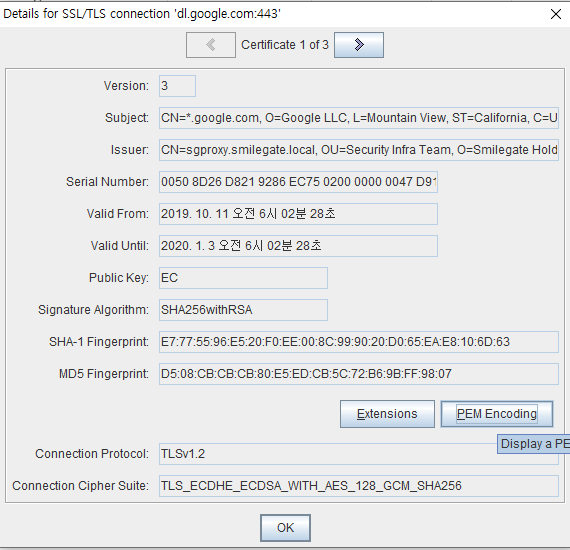 Details for SSL/TLS connection 'dl.google.com:443'
Certificate 1 of 3
Version: 3
Subject: CN=*.google.com, O=Google LLC, L=Mountain View, ST=California, C=U
Issuer: CN=sgproxy.smilegate.local, OU=Security Infra Team, O=Smilegate Hold
Serial Number: 0050 8D26 D821 9286 EC75 0200 0000 0047 D91
Valid From: 2019. 10. 11 오전 6시 02분 28초
Valid Until: 2020. 1. 3 오전 6시 02분 28초
Public Key: EC
Signature Algorithm: SHA256withRSA
SHA-1 Fingerprint: E7:77:55:96:E5:20:F0:EE:00:8C:99:90:20:D0:65:EA:E8:10:6D:63
MD5 Fingerprint: D5:08:CB:CB:CB:80:E5:ED:CB:5C:72:B6:9B:FF:98:07
Extensions PEM Encoding
Display a PE
Connection Protocol: TLSv1.2
Connection Cipher Suite: TLS_ECDHE_ECDSA_WITH_AES_128_GCM_SHA256
OK